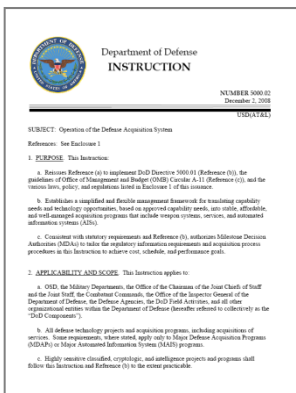 Department of Defense
INSTRUCTION
NUMBER 5000.02
December 2, 2008
USD(AT&L)
SUBJECT: Operation of the Defense Acquisition System
References: See Enclosure 1
1. PURPOSE. This Instruction:
a. Reissues Reference (a) to implement DoD Directive 5000.01 (Reference (b)), the
guidelines of Office of Management and Budget (OMB) Circular A-11 (Reference (c)), and the
various laws, policy, and regulations listed in Enclosure 1 of this issuance.
b. Establishes a simplified and flexible management framework for translating capability
needs and technology opportunities, based on approved capability needs, into stable, affordable,
and well-managed acquisition programs that include weapon systems, services, and automated
information systems (AISs).
c. Consistent with statutory requirements and Reference (b), authorizes Milestone Decision
Authorities (MDAs) to tailor the regulatory information requirements and acquisition process
procedures in this Instruction to achieve cost, schedule, and performance goals.
2. APPLICABILITY AND SCOPE. This Instruction applies to:
a. OSD, the Military Departments, the Office of the Chairman of the Joint Chiefs of Staff
and the Joint Staff, the Combatant Commands, the Office of the Inspector General of the
Department of Defense, the Defense Agencies, the DoD Field Activities, and all other
organizational entities within the Department of Defense (hereafter referred to collectively as the
"DoD Components").
b. All defense technology projects and acquisition programs, including acquisitions of
services. Some requirements, where stated, apply only to Major Defense Acquisition Programs
(MDAPs) or Major Automated Information System (MAIS) programs.
c. Highly sensitive classified, cryptologic, and intelligence projects and programs shall
follow this Instruction and Reference (b) to the extent practicable.